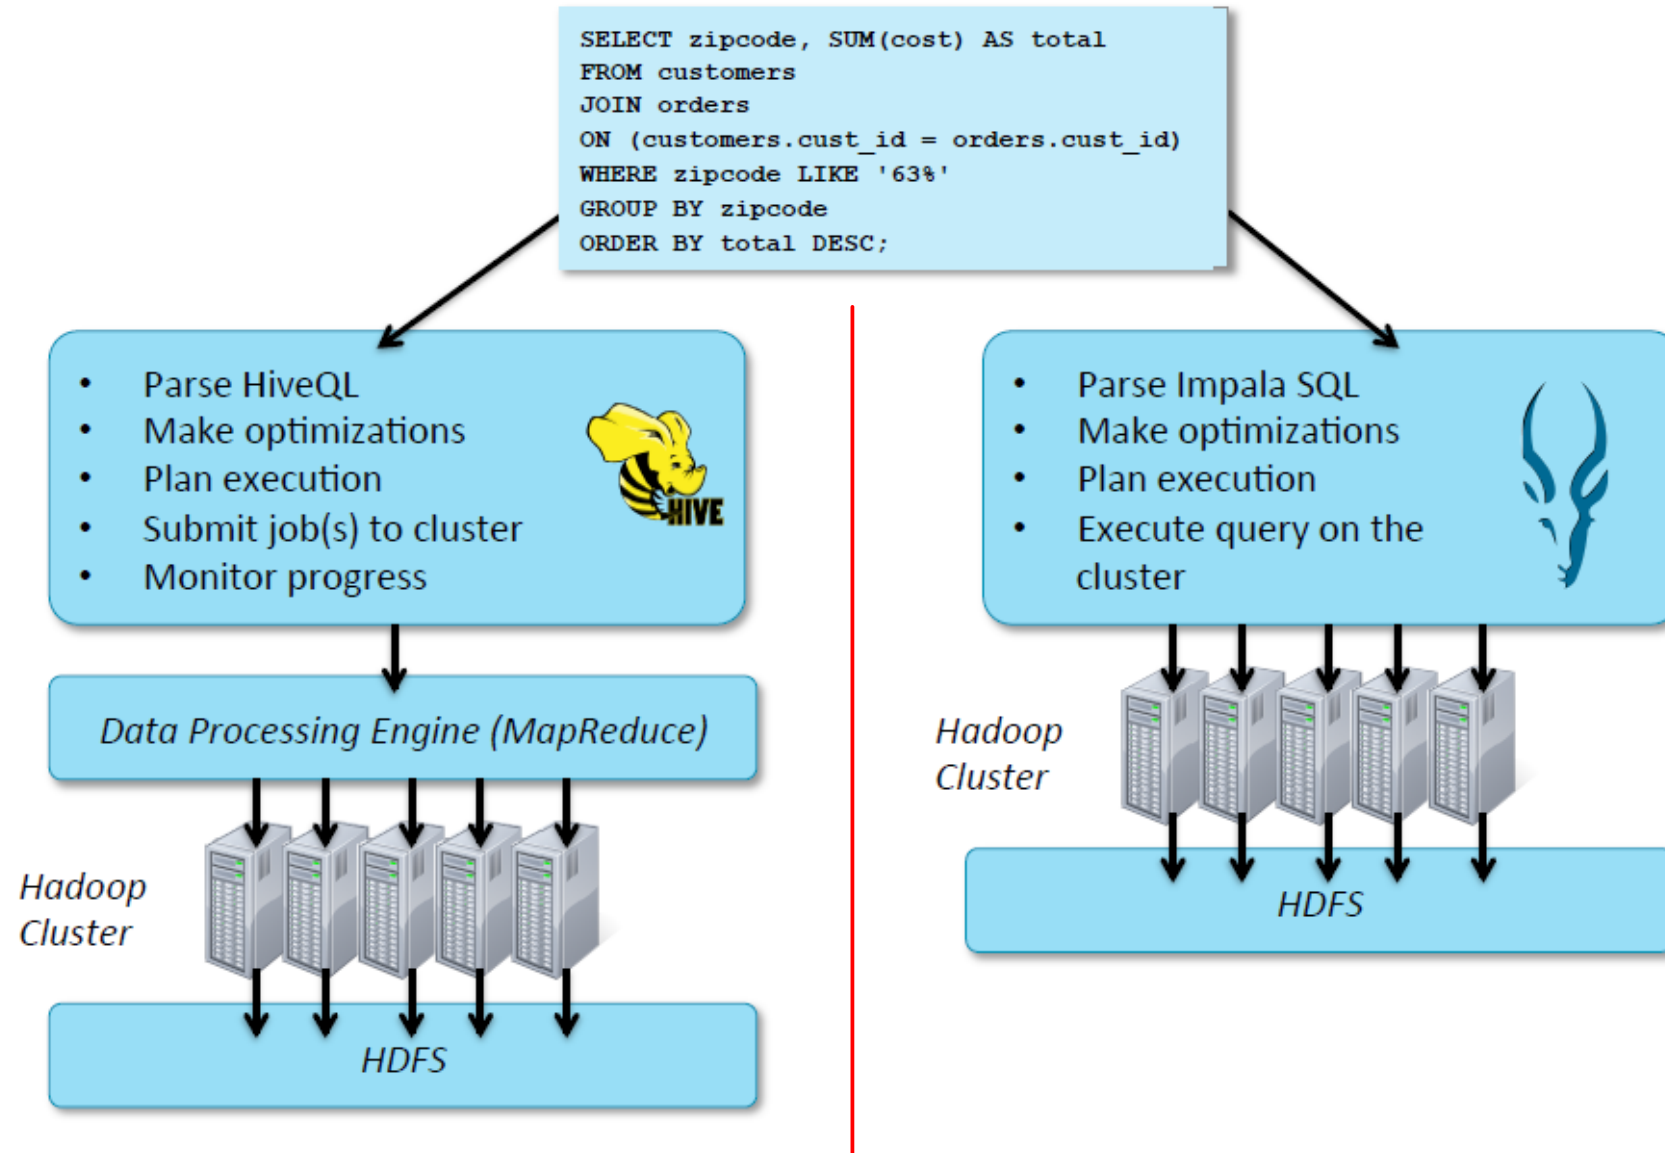 SELECT zipcode, SUM(cost) AS total
FROM customers
JOIN orders
ON (customers.cust_id = orders.cust_id)
WHERE zipcode LIKE '63%'
GROUP BY zipcode
ORDER BY total DESC;
• Parse HiveQL
• Make optimizations
• Plan execution
• Submit job(s) to cluster
• Monitor progress
HIVE
Data Processing Engine (MapReduce)
Hadoop
Cluster
HDFS
• Parse Impala SQL
• Make optimizations
• Plan execution
• Execute query on the
cluster
Hadoop
Cluster
HDFS